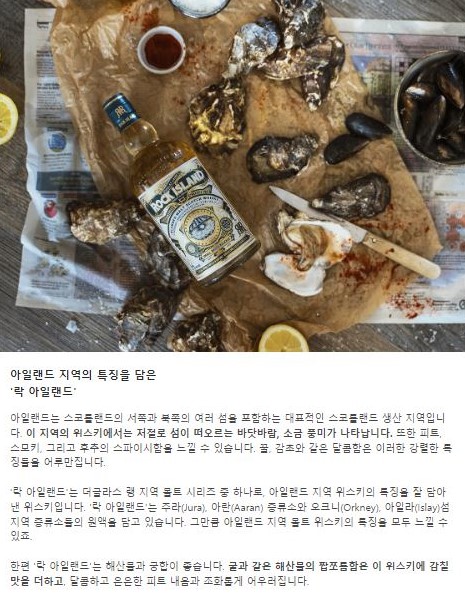 ROCK ISLAND
아일랜드 지역의 특징을 담은
'락 아일랜드'
아일랜드는 스코틀랜드의 서쪽과 북쪽의 여러 섬을 포함하는 대표적인 스코틀랜드 생산 지역입니
다. 이 지역의 위스키에서는 저절로 섬이 떠오르는 바닷바람, 소금 풍미가 나타납니다. 또한 피트,
스모키, 그리고 후추의 스파이시함을 느낄 수 있습니다. 꿀, 감초와 같은 달콤함은 이러한 강렬한 특
징들을 어루만집니다.
'락 아일랜드'는 더글라스 랭 지역 몰트 시리즈 중 하나로, 아일랜드 지역 위스키의 특징을 잘 담아
낸 위스키입니다. '락 아일랜드'는 주라(Jura), 아란(Aaran) 증류소와 오크니(Orkney), 아일라(Islay)섬
지역 증류소들의 원액을 담고 있습니다. 그만큼 아일랜드 지역 몰트 위스키의 특징을 모두 느낄 수
있죠.
한편 '락 아일랜드'는 해산물과 궁합이 좋습니다. 굴과 같은 해산물의 짭쪼름함은 이 위스키에 감칠
맛을 더하고, 달콤하고 은은한 피트 내음과 조화롭게 어우러집니다.